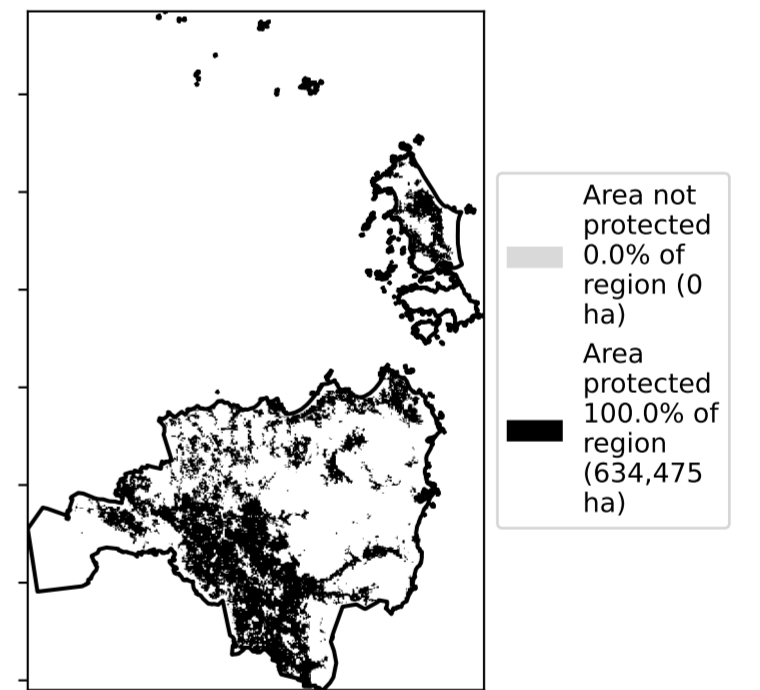 Area not
protected
0.0% of
region (0
ha)
Area
protected
100.0% of
region
(634,475
ha)